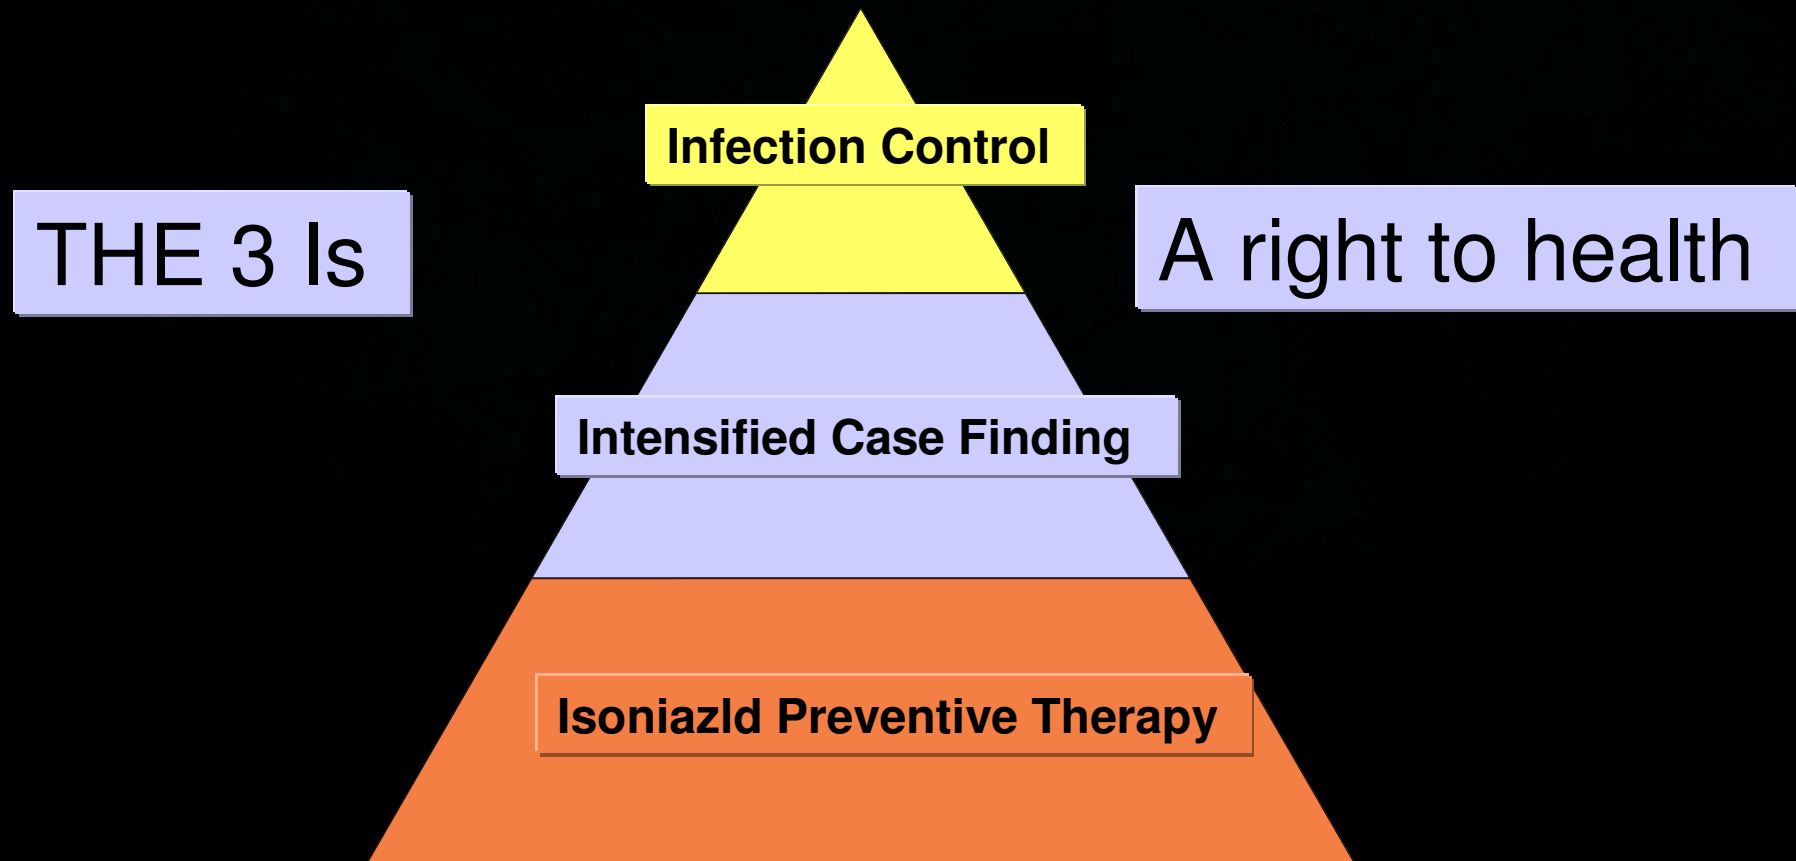 Infection Control
THE 3 Is
A right to health
Intensified Case Finding
IsoniazId Preventive Therapy